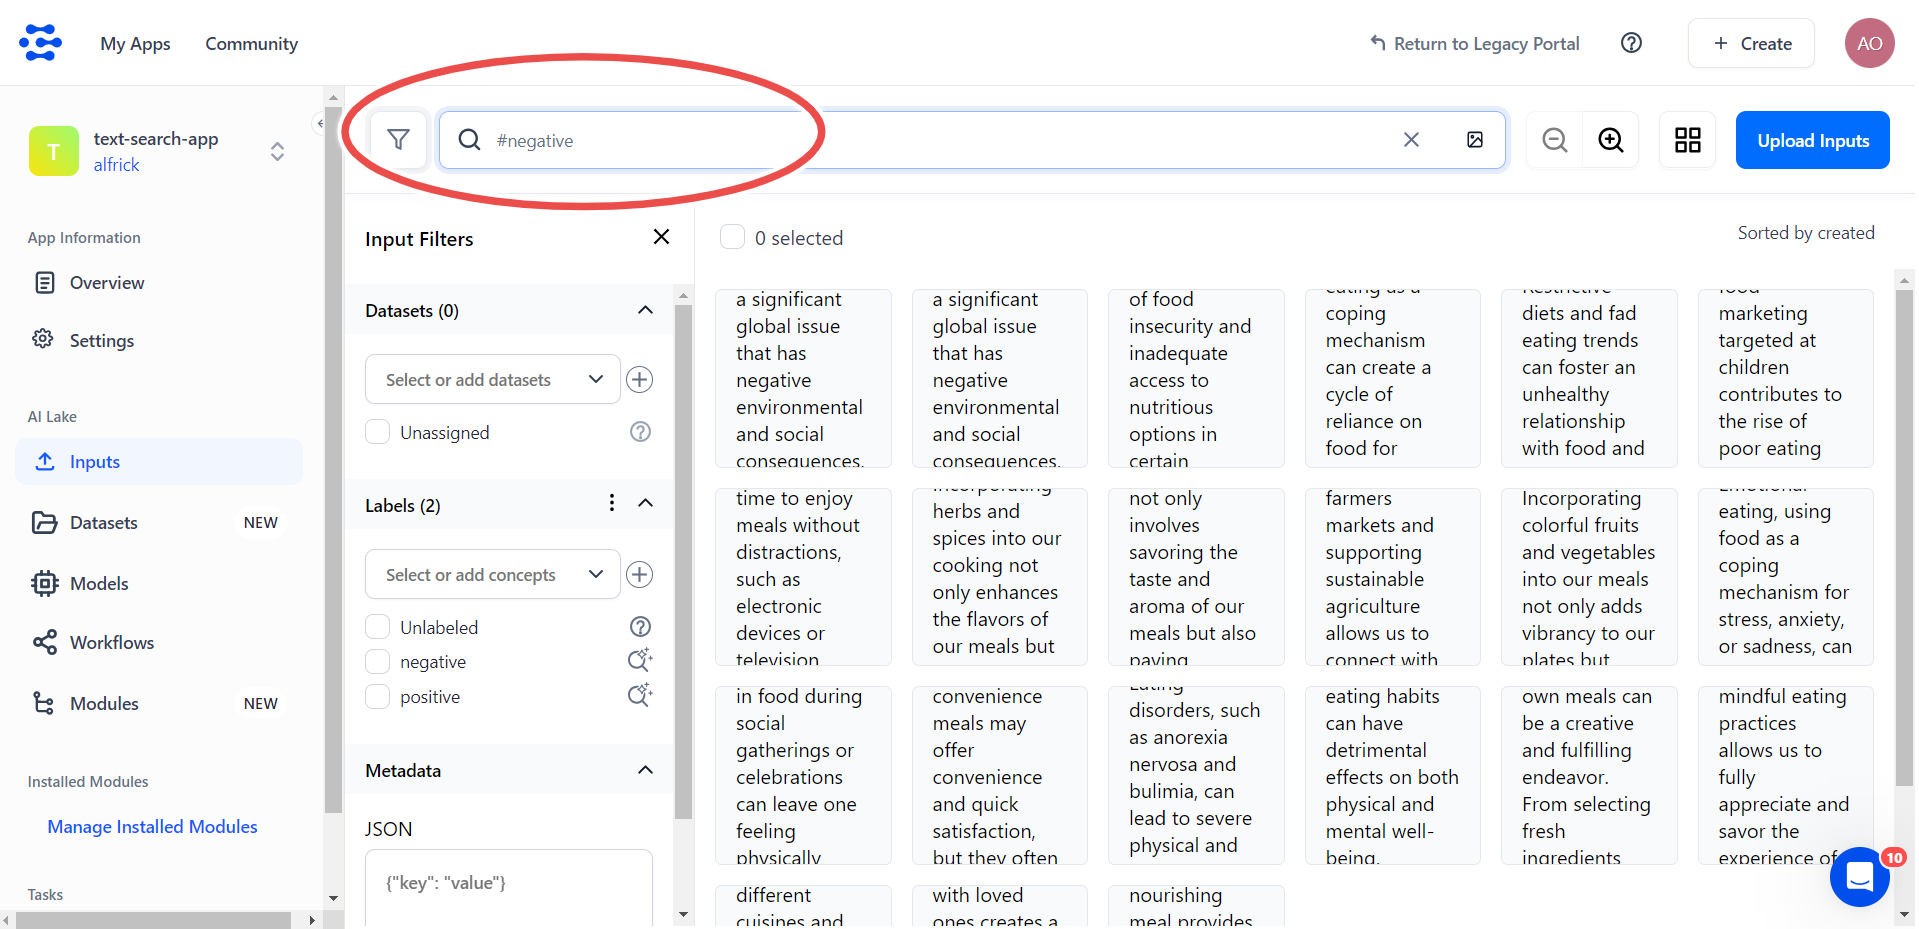 My Apps
Community
Return to Legacy Portal
Create
AO
T
text-search-app
alfrick
#negative
Upload Inputs
App Information
Overview
Settings
AI Lake
Inputs
Datasets
NEW
Models
Workflows
Modules
NEW
Installed Modules
Manage Installed Modules
Tasks
Input Filters
Datasets (0)
Select or add datasets
Unassigned
Labels (2)
Select or add concepts
Unlabeled
negative
positive
Metadata
JSON
{"key": "value"}
0 selected
Sorted by created
a significant
global issue
that has
negative
environmental
and social
consequences.
a significant
global issue
that has
negative
environmental
and social
consequences.
of food
insecurity and
inadequate
access to
nutritious
options in
certain
eating as a
coping
mechanism
can create a
cycle of
reliance on
food for
Restrictive
diets and fad
eating trends
can foster an
unhealthy
relationship
with food and
food
marketing
targeted at
children
contributes to
the rise of
poor eating
time to enjoy
meals without
distractions,
such as
electronic
devices or
television
Incorporating
herbs and
spices into our
cooking not
only enhances
the flavors of
our meals but
not only
involves
savoring the
taste and
aroma of our
meals but also
paying
farmers
markets and
supporting
sustainable
agriculture
allows us to
connect with
Incorporating
colorful fruits
and vegetables
into our meals
not only adds
vibrancy to our
plates but
Emotional
eating, using
food as a
coping
mechanism for
stress, anxiety,
or sadness, can
in food during
social
gatherings or
celebrations
can leave one
feeling
physically
convenience
meals may
offer
convenience
and quick
satisfaction,
but they often
Eating
disorders, such
as anorexia
nervosa and
bulimia, can
lead to severe
physical and
eating habits
can have
detrimental
effects on both
physical and
mental well-
being.
own meals can
be a creative
and fulfilling
endeavor.
From selecting
fresh
ingredients
mindful eating
practices
allows us to
fully
appreciate and
savor the
experience of
different
cuisines and
with loved
ones creates a
nourishing
meal provides
10